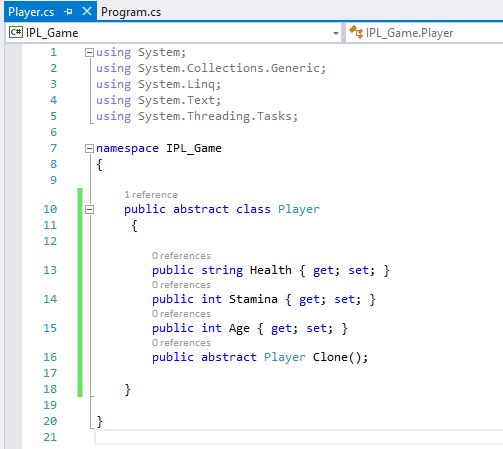 Player.cs Program.cs
C# IPL_Game IPL_Game.Player
1 using System;
2 using System.Collections.Generic;
3 using System.Linq;
4 using System.Text;
5 using System.Threading.Tasks;
6
7 namespace IPL_Game
8 {
9
1 reference
10 public abstract class Player
11 {
12
0 references
13 public string Health { get; set; }
0 references
14 public int Stamina { get; set; }
0 references
15 public int Age { get; set; }
0 references
16 public abstract Player Clone();
17
18 }
19
20 }
21